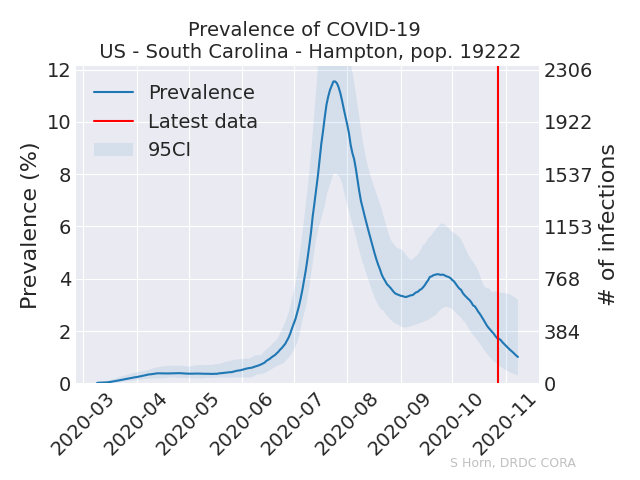 Prevalence of COVID-19
US - South Carolina - Hampton, pop. 19222
Prevalence
Latest data
95CI
Prevalence (%)
12
10
8
6
4
2
0
2306
1922
1537
1153
768
384
0
# of infections
2020-03
2020-04
2020-05
2020-06
2020-07
2020-08
2020-09
2020-10
2020-11
S Horn, DRDC CORA